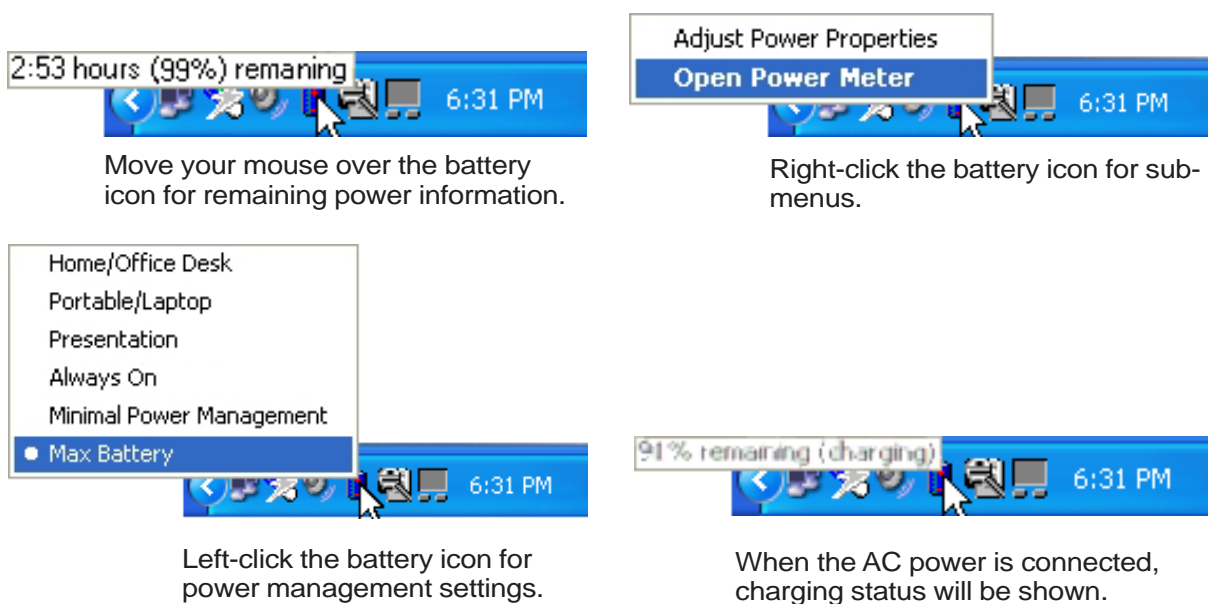 2:53 hours (99%) remaning
6:31 PM
Move your mouse over the battery
icon for remaining power information.
Adjust Power Properties
Open Power Meter
6:31 PM
Right-click the battery icon for sub-
menus.
Home/Office Desk
Portable/Laptop
Presentation
Always On
Minimal Power Management
Max Battery
6:31 PM
Left-click the battery icon for
power management settings.
91% remaining (charging)
6:31 PM
When the AC power is connected,
charging status will be shown.